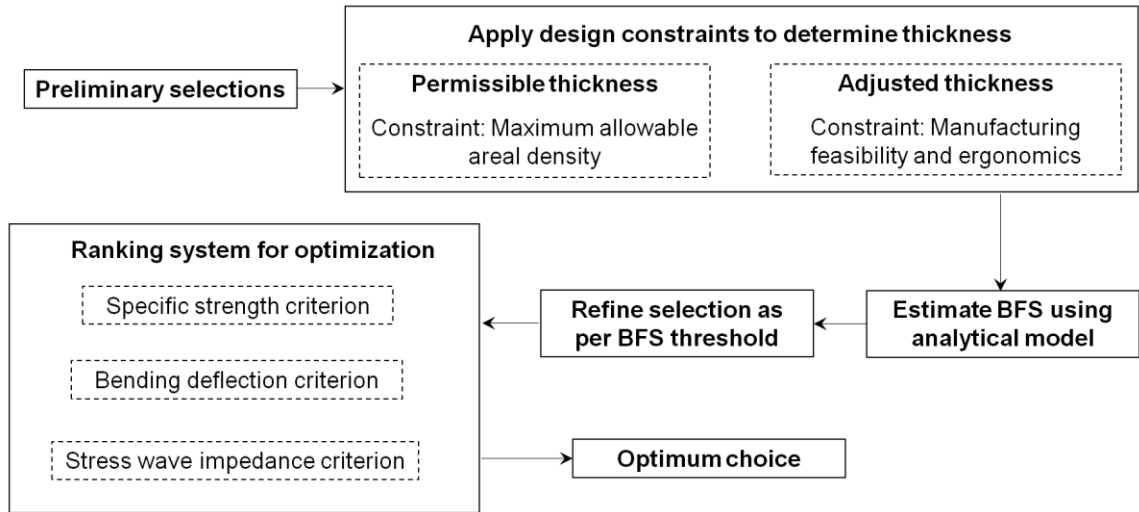 Preliminary selections
Apply design constraints to determine thickness
Permissible thickness
Constraint: Maximum allowable
areal density
Adjusted thickness
Constraint: Manufacturing
feasibility and ergonomics
Estimate BFS using
analytical model
Refine selection as
per BFS threshold
Ranking system for optimization
Specific strength criterion
Bending deflection criterion
Stress wave impedance criterion
Optimum choice